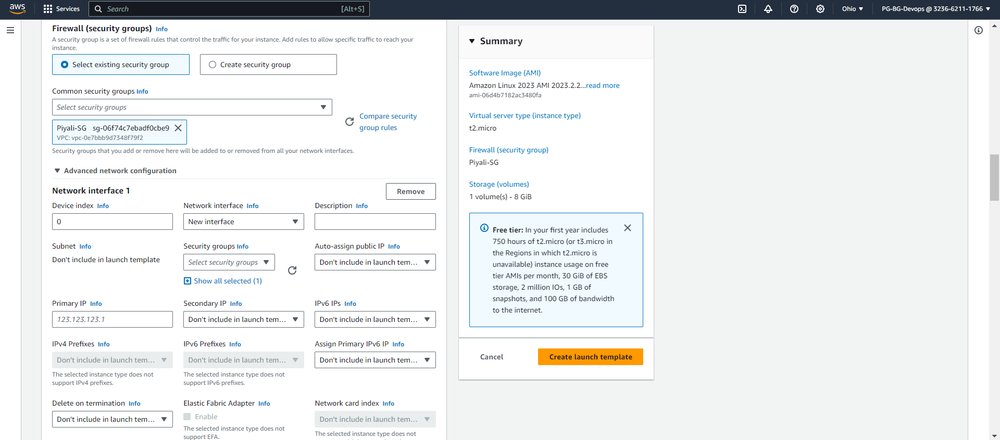 aws
Services
Search
[Alt+S]
Ohio
PG-BG-Devops @ 3236-6211-1766
Firewall (security groups) Info
A security group is a set of firewall rules that control the traffic for your instance. Add rules to allow specific traffic to reach your
instance.
Select existing security group
Create security group
Common security groups Info
Select security groups
Piyali-SG sg-06f74c7ebadf0cbe9
VPC: vpc-0e7bbb9d7348f79f2
Compare security
group rules
Security groups that you add or remove here will be added to or removed from all your network interfaces.
Advanced network configuration
Network interface 1
Remove
Device index Info
0
Network interface Info
New interface
Description Info
Subnet Info
Don't include in launch template
Security groups Info
Select security groups
Show all selected (1)
Auto-assign public IP Info
Don't include in launch tem...
Primary IP Info
123.123.123.1
Secondary IP Info
Don't include in launch tem...
IPv6 IPs Info
Don't include in launch tem...
IPv4 Prefixes Info
Don't include in launch tem...
The selected instance type does not
support IPv4 prefixes.
IPv6 Prefixes Info
Don't include in launch tem...
The selected instance type does not
support IPv6 prefixes.
Assign Primary IPv6 IP Info
Don't include in launch tem...
Delete on termination Info
Don't include in launch tem...
Elastic Fabric Adapter Info
Enable
The selected instance type does not
support EFA.
Network card index Info
Don't include in launch tem...
The selected instance type does not
Summary
Software Image (AMI)
Amazon Linux 2023 AMI 2023.2.2...read more
ami-06d4b7182ac3480fa
Virtual server type (instance type)
t2.micro
Firewall (security group)
Piyali-SG
Storage (volumes)
1 volume(s) - 8 GiB
Free tier: In your first year includes
750 hours of t2.micro (or t3.micro in
the Regions in which t2.micro is
unavailable) instance usage on free
tier AMIs per month, 30 GiB of EBS
storage, 2 million IOs, 1 GB of
snapshots, and 100 GB of bandwidth
to the internet.
Cancel
Create launch template